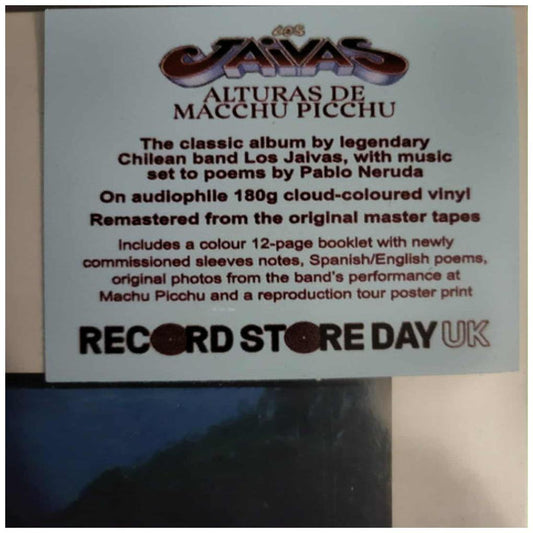 LOS
JAIVAS
ALTURAS DE
MACCHU PICCHU
The classic album by legendary
Chilean band Los Jaivas, with music
set to poems by Pablo Neruda
On audiophile 180g cloud-coloured vinyl
Remastered from the original master tapes
Includes a colour 12-page booklet with newly
commissioned sleeves notes, Spanish/English poems,
original photos from the band's performance at
Machu Picchu and a reproduction tour poster print
RECORD STORE DAY UK